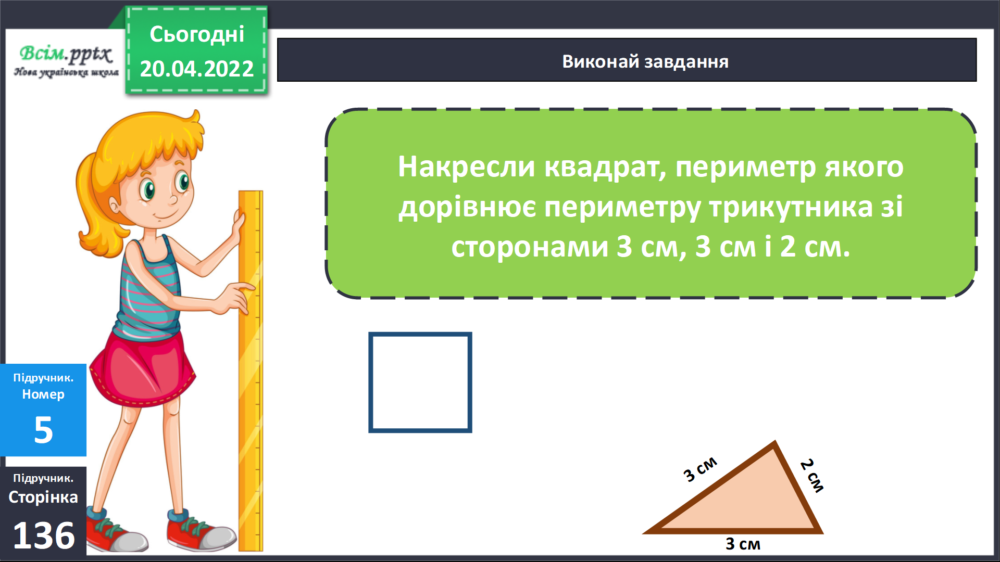 Сьогодні
20.04.2022
Всім.pptx
Нова українська школа
Виконай завдання
Накресли квадрат, периметр якого
дорівнює периметру трикутника зі
сторонами 3 см, 3 см і 2 см.
Підручник.
Номер
5
Підручник.
Сторінка
136
3 см
2 см
3 см